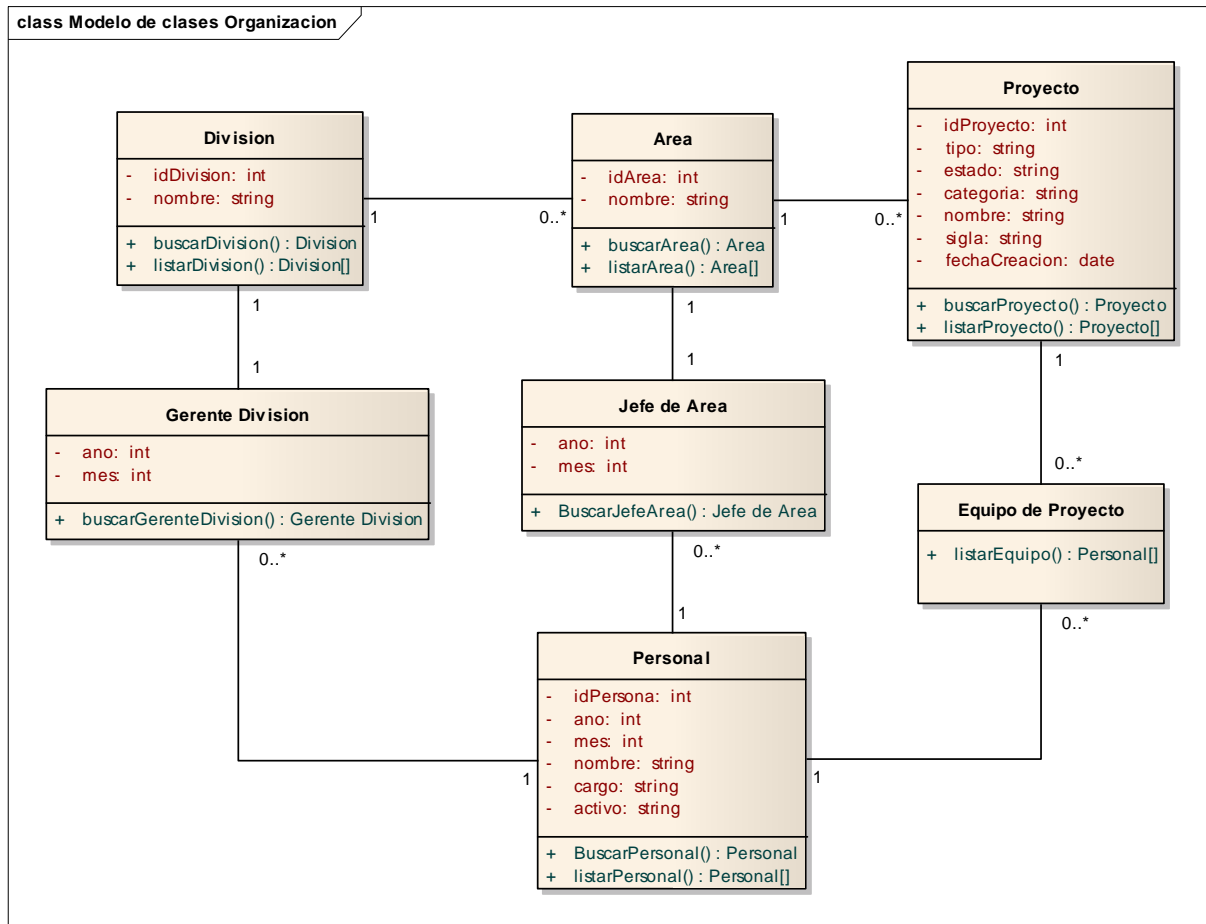 class Modelo de clases Organizacion
Division
- idDivision: int
- nombre: string
+ buscarDivision() : Division
+ listarDivision() : Division[]
1
0..*
1
1
Area
- idArea: int
- nombre: string
+ buscarArea() : Area
+ listarArea() : Area[]
1
0..*
1
1
Proyecto
- idProyecto: int
- tipo: string
- estado: string
- categoria: string
- nombre: string
- sigla: string
- fechaCreacion: date
+ buscarProyecto() : Proyecto
+ listarProyecto() : Proyecto[]
1
0..*
Gerente Division
- ano: int
- mes: int
+ buscarGerenteDivision() : Gerente Division
0..*
1
Jefe de Area
- ano: int
- mes: int
+ BuscarJefeArea() : Jefe de Area
0..*
1
Equipo de Proyecto
+ listarEquipo() : Personal[]
0..*
1
Personal
- idPersona: int
- ano: int
- mes: int
- nombre: string
- cargo: string
- activo: string
+ BuscarPersonal() : Personal
+ listarPersonal() : Personal[]